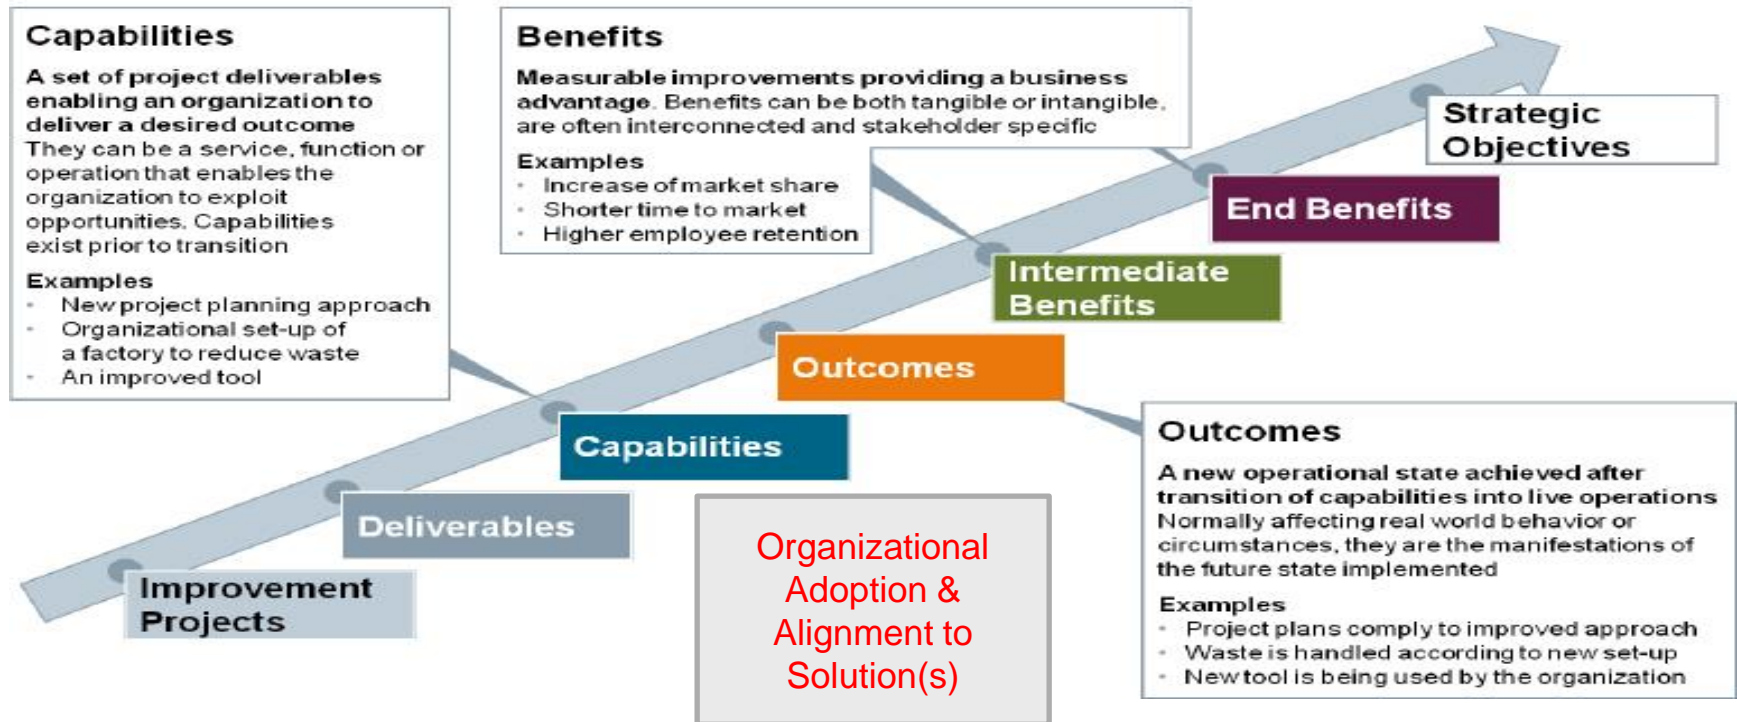 Capabilities
A set of project deliverables
enabling an organization to
deliver a desired outcome
They can be a service, function or
operation that enables the
organization to exploit
opportunities. Capabilities
exist prior to transition
Examples
• New project planning approach
• Organizational set-up of
a factory to reduce waste
• An improved tool
Benefits
Measurable improvements providing a business
advantage. Benefits can be both tangible or intangible,
are often interconnected and stakeholder specific
Examples
• Increase of market share
• Shorter time to market
• Higher employee retention
Strategic
Objectives
End Benefits
Intermediate
Benefits
Outcomes
Capabilities
Deliverables
Improvement
Projects
Organizational
Adoption &
Alignment to
Solution(s)
Outcomes
A new operational state achieved after
transition of capabilities into live operations
Normally affecting real world behavior or
circumstances, they are the manifestations of
the future state implemented
Examples
• Project plans comply to improved approach
• Waste is handled according to new set-up
• New tool is being used by the organization